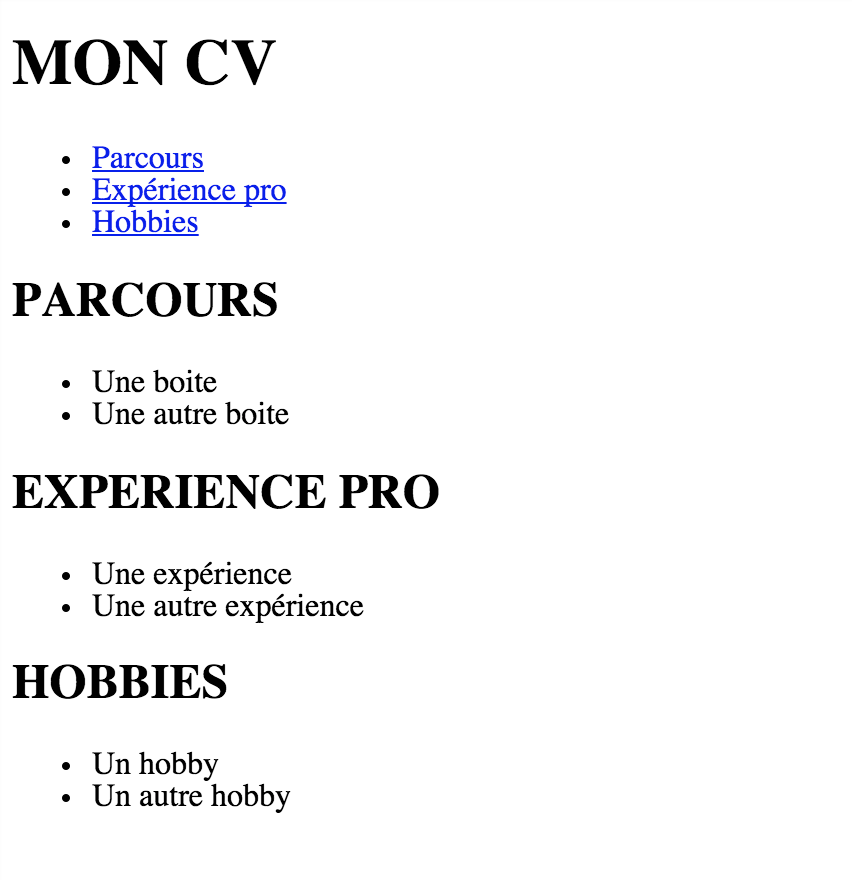 MON CV
Parcours
Expérience pro
Hobbies
PARCOURS
Une boite
Une autre boite
EXPERIENCE PRO
Une expérience
Une autre expérience
HOBBIES
Un hobby
Un autre hobby